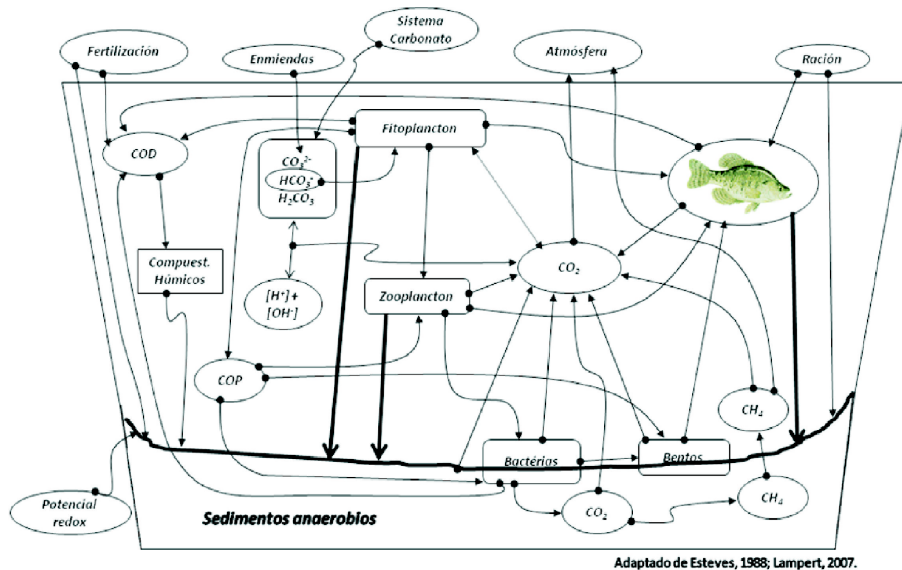 Sistema
Carbonato
Fertilización
Enmiendas
Atmósfera
Ración
Fitoplancton
COD
CO₃²⁻
HCO₃⁻
H₂CO₃
CO₂
Compuest.
Húmicos
[H⁺] +
[OH⁻]
Zooplancton
COP
CH₄
Bactérias
Bentos
Potencial
redox
Sedimentos anaerobios
CO₂
CH₄
Adaptado de Esteves, 1988; Lampert, 2007.